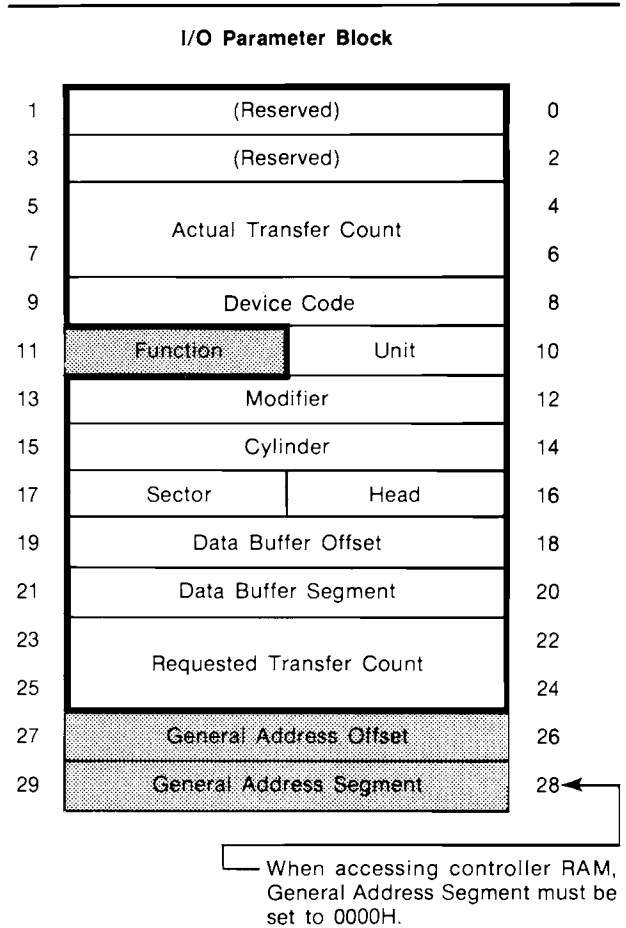 I/O Parameter Block
1 (Reserved) 0
3 (Reserved) 2
5 4
Actual Transfer Count
7 6
9 Device Code 8
11 Function Unit 10
13 Modifier 12
15 Cylinder 14
17 Sector Head 16
19 Data Buffer Offset 18
21 Data Buffer Segment 20
23 22
Requested Transfer Count
25 24
27 General Address Offset 26
29 General Address Segment 28
When accessing controller RAM,
General Address Segment must be
set to 0000H.